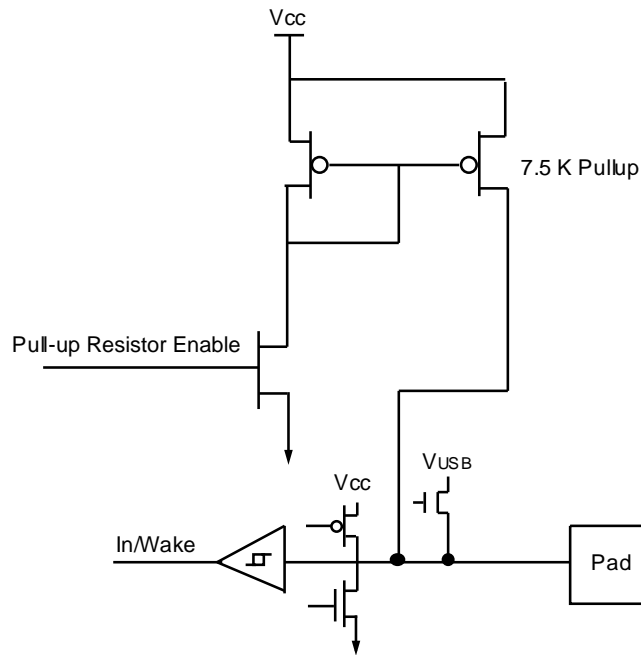 Vcc
7.5 K Pullup
Pull-up Resistor Enable
VUSB
Vcc
In/Wake
Pad